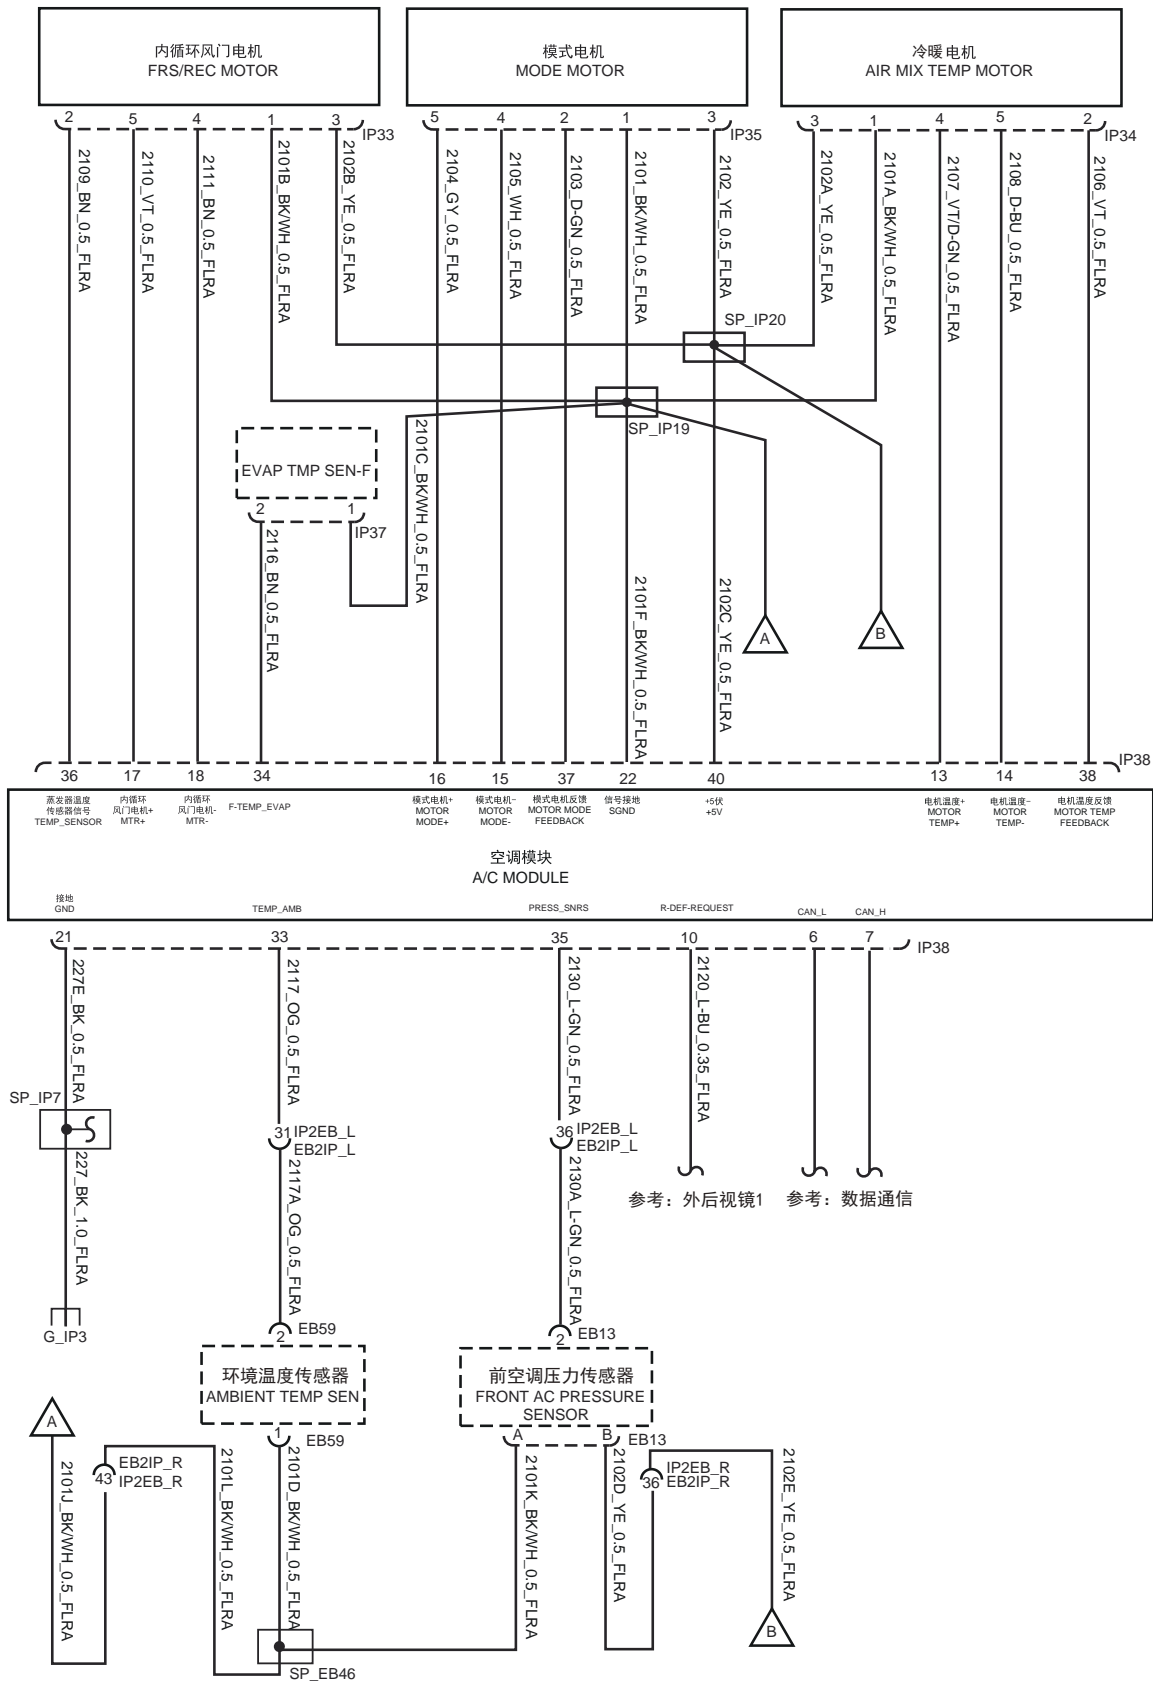 内循环风门电机
FRS/REC MOTOR
模式电机
MODE MOTOR
冷暖电机
AIR MIX TEMP MOTOR
2 5 4 1 3 IP33
5 4 2 1 3 IP35
3 1 4 5 2 IP34
2109_BN_0.5_FLRA
2110_VT_0.5_FLRA
2111_BN_0.5_FLRA
2101B_BK/WH_0.5_FLRA
2102B_YE_0.5_FLRA
2104_GY_0.5_FLRA
2105_WH_0.5_FLRA
2103_D-GN_0.5_FLRA
2101_BK/WH_0.5_FLRA
2102_YE_0.5_FLRA
2102A_YE_0.5_FLRA
2101A_BK/WH_0.5_FLRA
2107_VT/D-GN_0.5_FLRA
2108_D-BU_0.5_FLRA
2106_VT_0.5_FLRA
SP_IP20
SP_IP19
EVAP TMP SEN-F
2 1
IP37
2101C_BK/WH_0.5_FLRA
2116_BN_0.5_FLRA
2101F_BK/WH_0.5_FLRA
2102C_YE_0.5_FLRA
A
B
IP38
36 17 18 34 16 15 37 22 40 13 14 38
蒸发器温度
传感器信号
TEMP_SENSOR
内循环
风门电机+
MTR+
内循环
风门电机-
MTR-
F-TEMP_EVAP
模式电机+
MOTOR
MODE+
模式电机-
MOTOR
MODE-
模式电机反馈
MOTOR MODE
FEEDBACK
信号接地
SGND
+5伏
+5V
电机温度+
MOTOR
TEMP+
电机温度-
MOTOR
TEMP-
电机温度反馈
MOTOR TEMP
FEEDBACK
空调模块
A/C MODULE
接地
GND
TEMP_AMB
PRESS_SNRS
R-DEF-REQUEST
CAN_L
CAN_H
21 33 35 10 6 7 IP38
227E_BK_0.5_FLRA
2117_OG_0.5_FLRA
2130_L-GN_0.5_FLRA
2120_L-BU_0.35_FLRA
SP_IP7
31 IP2EB_L
EB2IP_L
36 IP2EB_L
EB2IP_L
227_BK_1.0_FLRA
2117A_OG_0.5_FLRA
2130A_L-GN_0.5_FLRA
参考：外后视镜1
参考：数据通信
G_IP3
2 EB59
2 EB13
环境温度传感器
AMBIENT TEMP SEN
前空调压力传感器
FRONT AC PRESSURE
SENSOR
1 EB59
A B EB13
A
43 EB2IP_R
IP2EB_R
36 IP2EB_R
EB2IP_R
2101J_BK/WH_0.5_FLRA
2101L_BK/WH_0.5_FLRA
2101D_BK/WH_0.5_FLRA
2101K_BK/WH_0.5_FLRA
2102D_YE_0.5_FLRA
2102E_YE_0.5_FLRA
B
SP_EB46